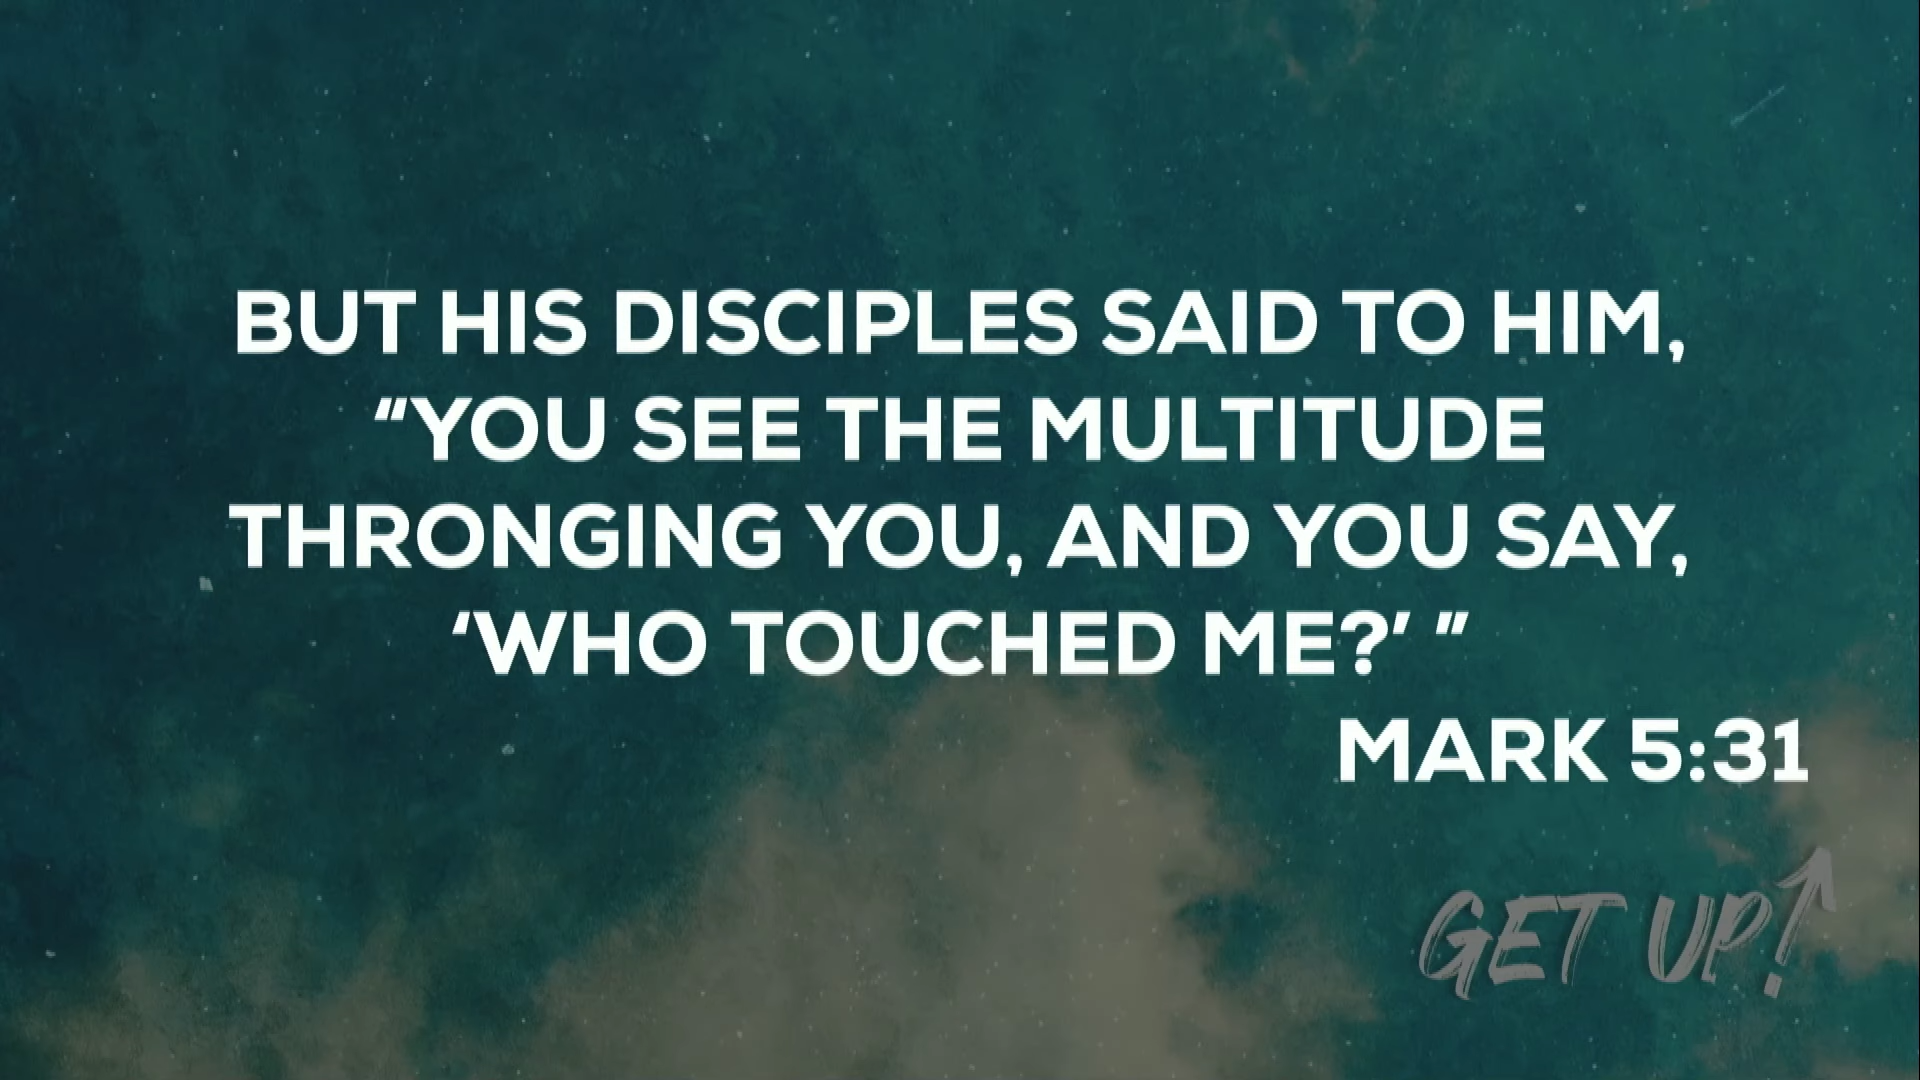 BUT HIS DISCIPLES SAID TO HIM,
“YOU SEE THE MULTITUDE
THRONGING YOU, AND YOU SAY,
‘WHO TOUCHED ME?’ ”
MARK 5:31
GET UP!